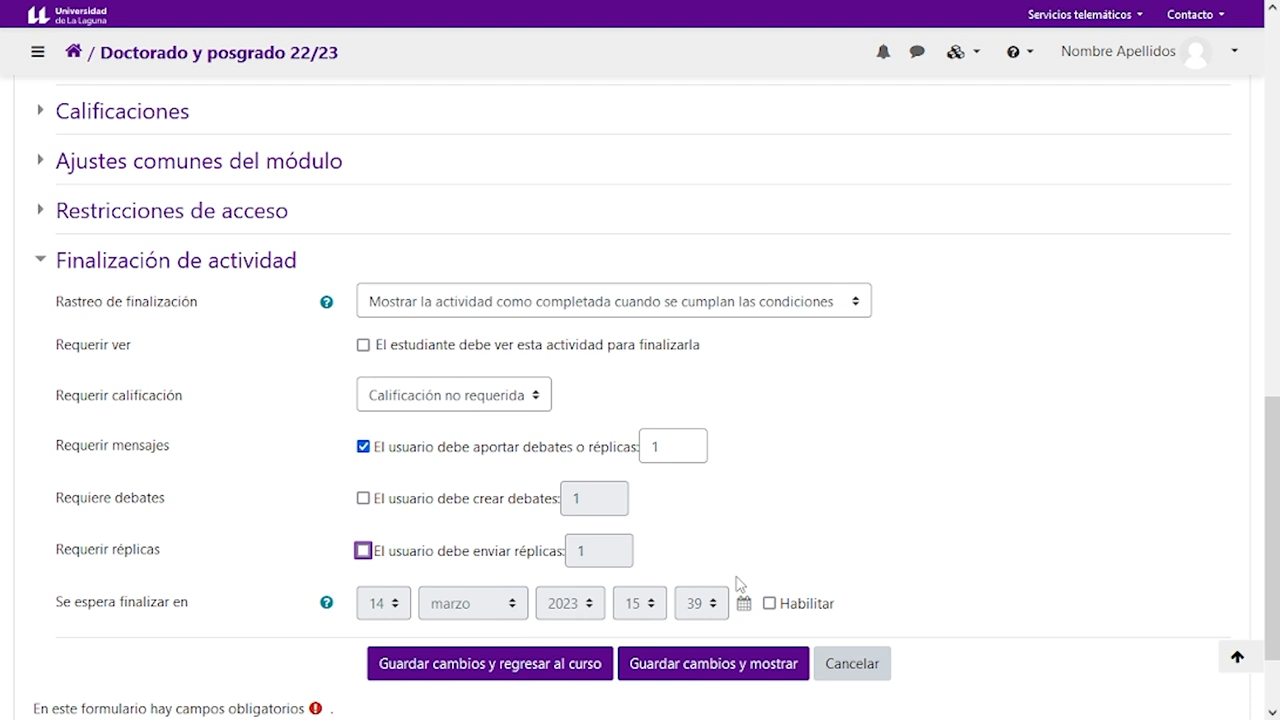 Universidad
de La Laguna
Servicios telemáticos
Contacto
/ Doctorado y posgrado 22/23
Nombre Apellidos
Calificaciones
Ajustes comunes del módulo
Restricciones de acceso
Finalización de actividad
Rastreo de finalización ? Mostrar la actividad como completada cuando se cumplan las condiciones
Requerir ver El estudiante debe ver esta actividad para finalizarla
Requerir calificación Calificación no requerida
Requerir mensajes El usuario debe aportar debates o réplicas: 1
Requiere debates El usuario debe crear debates: 1
Requerir réplicas El usuario debe enviar réplicas: 1
Se espera finalizar en ? 14 marzo 2023 15 39 Habilitar
Guardar cambios y regresar al curso Guardar cambios y mostrar Cancelar
En este formulario hay campos obligatorios ! .